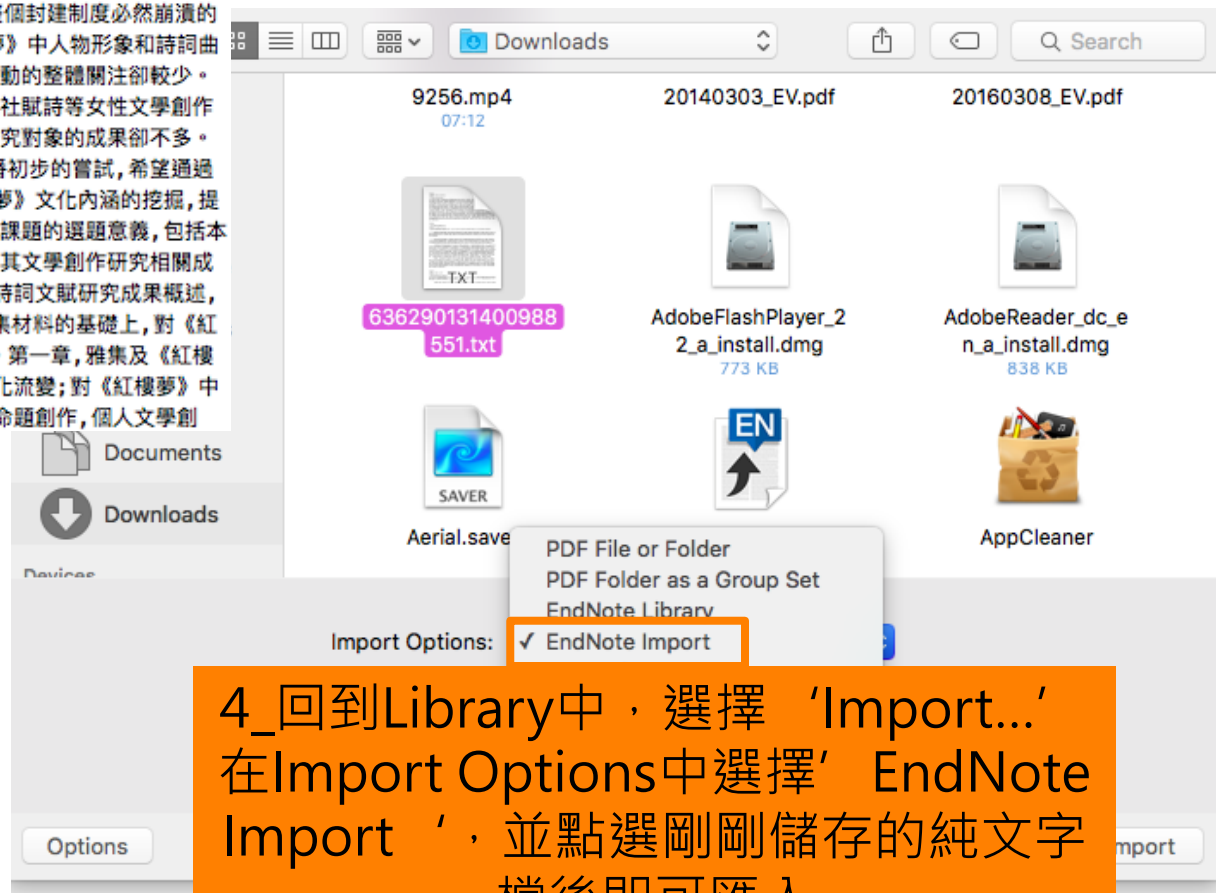 個封建制度必然崩潰的
》中人物形象和詩詞曲
動的整體關注卻較少。
社賦詩等女性文學創作
究對象的成果卻不多。
初步的嘗試,希望通過
》文化內涵的挖掘,提
課題的選題意義,包括本
其文學創作研究相關成
詩詞文賦研究成果概述,
集材料的基礎上,對《紅
第一章,雅集及《紅樓
流變;對《紅樓夢》中
命題創作,個人文學創
Downloads
Search
9256.mp4
07:12
20140303_EV.pdf
20160308_EV.pdf
TXT
636290131400988
551.txt
AdobeFlashPlayer_2
2_a_install.dmg
773 KB
AdobeReader_dc_e
n_a_install.dmg
838 KB
Documents
Downloads
Devices
SAVER
Aerial.save
EN
AppCleaner
PDF File or Folder
PDF Folder as a Group Set
EndNote Library
Import Options: ✓ EndNote Import
4_回到Library中，選擇‘Import...’
在Import Options中選擇’EndNote
Import‘，並點選剛剛儲存的純文字
檔後即可匯入
Options
mport